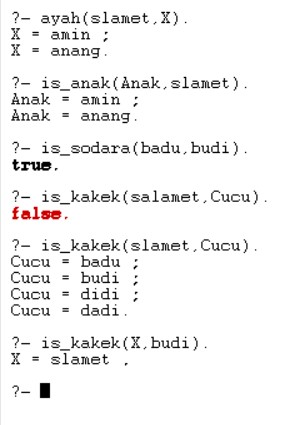 ?- ayah(slamet,X).
X = amin ;
X = anang.
?- is_anak(Anak,slamet).
Anak = amin ;
Anak = anang.
?- is_sodara(badu,budi).
true.
?- is_kakek(salamet,Cucu).
false.
?- is_kakek(slamet,Cucu).
Cucu = badu ;
Cucu = budi ;
Cucu = didi ;
Cucu = dadi.
?- is_kakek(X,budi).
X = slamet .
?-